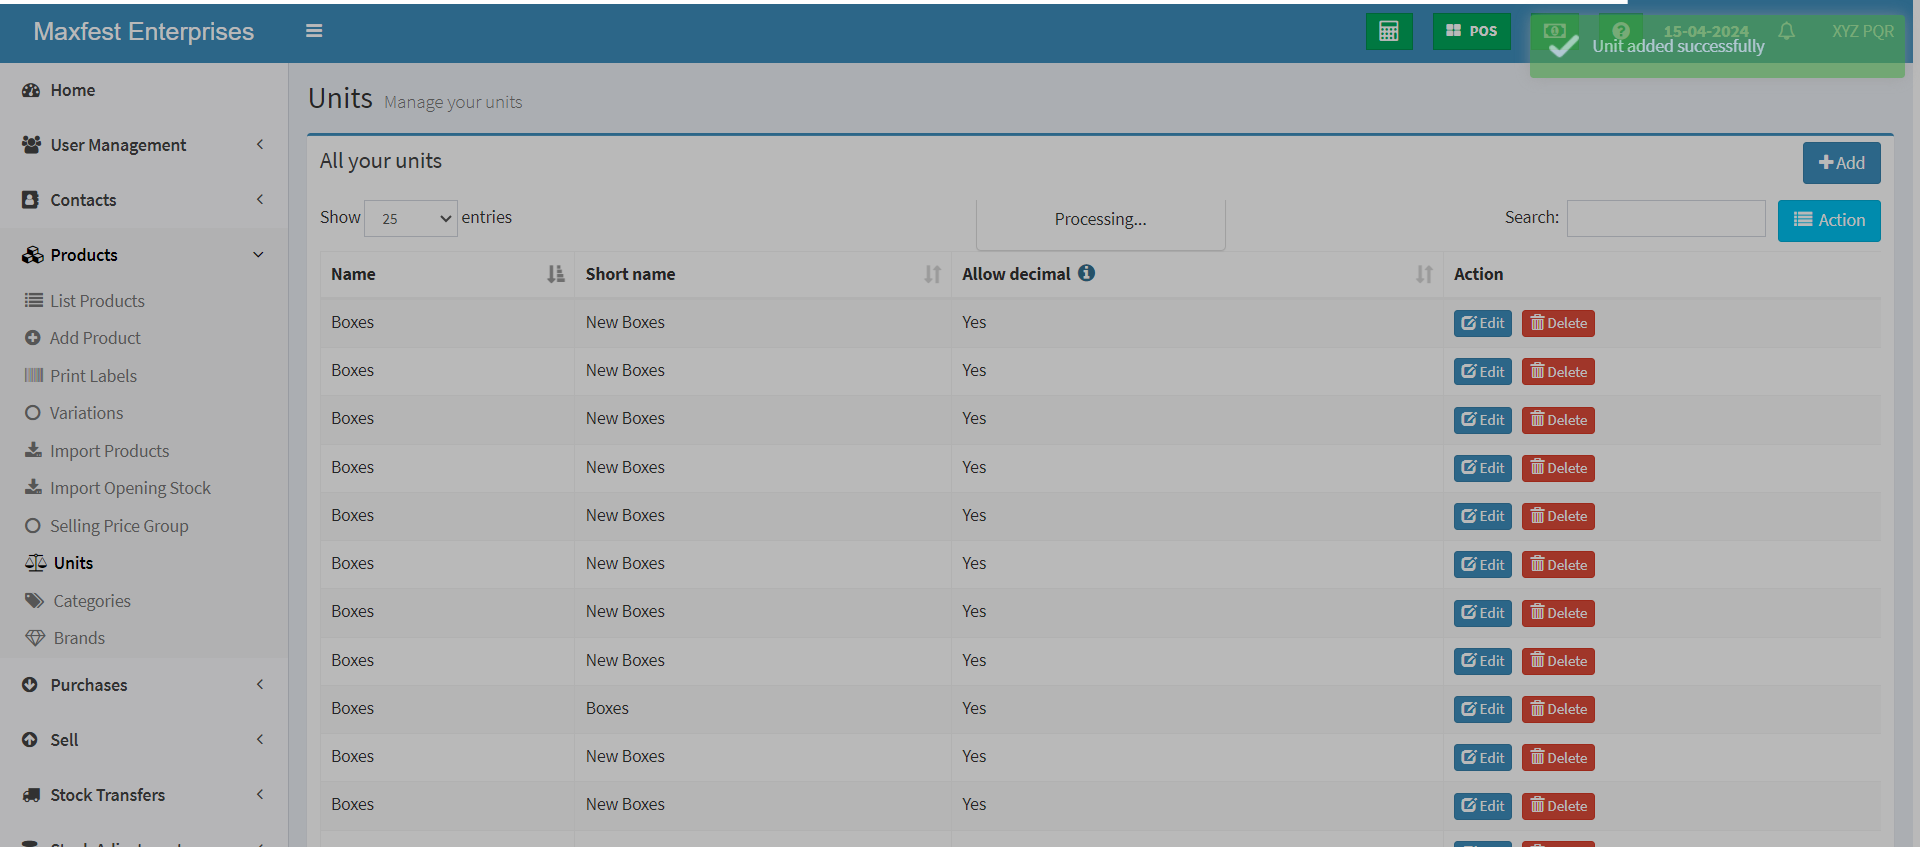 Maxfest Enterprises
POS
15-04-2024
XYZ PQR
Unit added successfully
Home
User Management
Contacts
Products
List Products
Add Product
Print Labels
Variations
Import Products
Import Opening Stock
Selling Price Group
Units
Categories
Brands
Purchases
Sell
Stock Transfers
Units Manage your units
All your units
Add
Show 25 entries
Processing...
Search:
Action
Name Short name Allow decimal Action
Boxes New Boxes Yes Edit Delete
Boxes New Boxes Yes Edit Delete
Boxes New Boxes Yes Edit Delete
Boxes New Boxes Yes Edit Delete
Boxes New Boxes Yes Edit Delete
Boxes New Boxes Yes Edit Delete
Boxes New Boxes Yes Edit Delete
Boxes New Boxes Yes Edit Delete
Boxes Boxes Yes Edit Delete
Boxes New Boxes Yes Edit Delete
Boxes New Boxes Yes Edit Delete